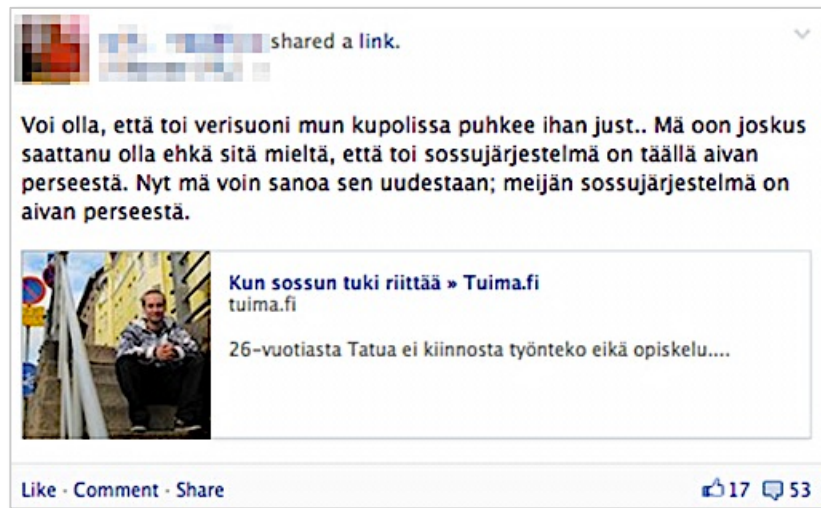 shared a link.
Voi olla, että toi verisuoni mun kupolissa puhkee ihan just.. Mä oon joskus
saattanu olla ehkä sitä mieltä, että toi sossujärjestelmä on täällä aivan
perseestä. Nyt mä voin sanoa sen uudestaan; meijän sossujärjestelmä on
aivan perseestä.
Kun sossun tuki riittää » Tuima.fi
tuima.fi
26-vuotiasta Tatua ei kiinnosta työnteko eikä opiskelu....
Like · Comment · Share 17 53